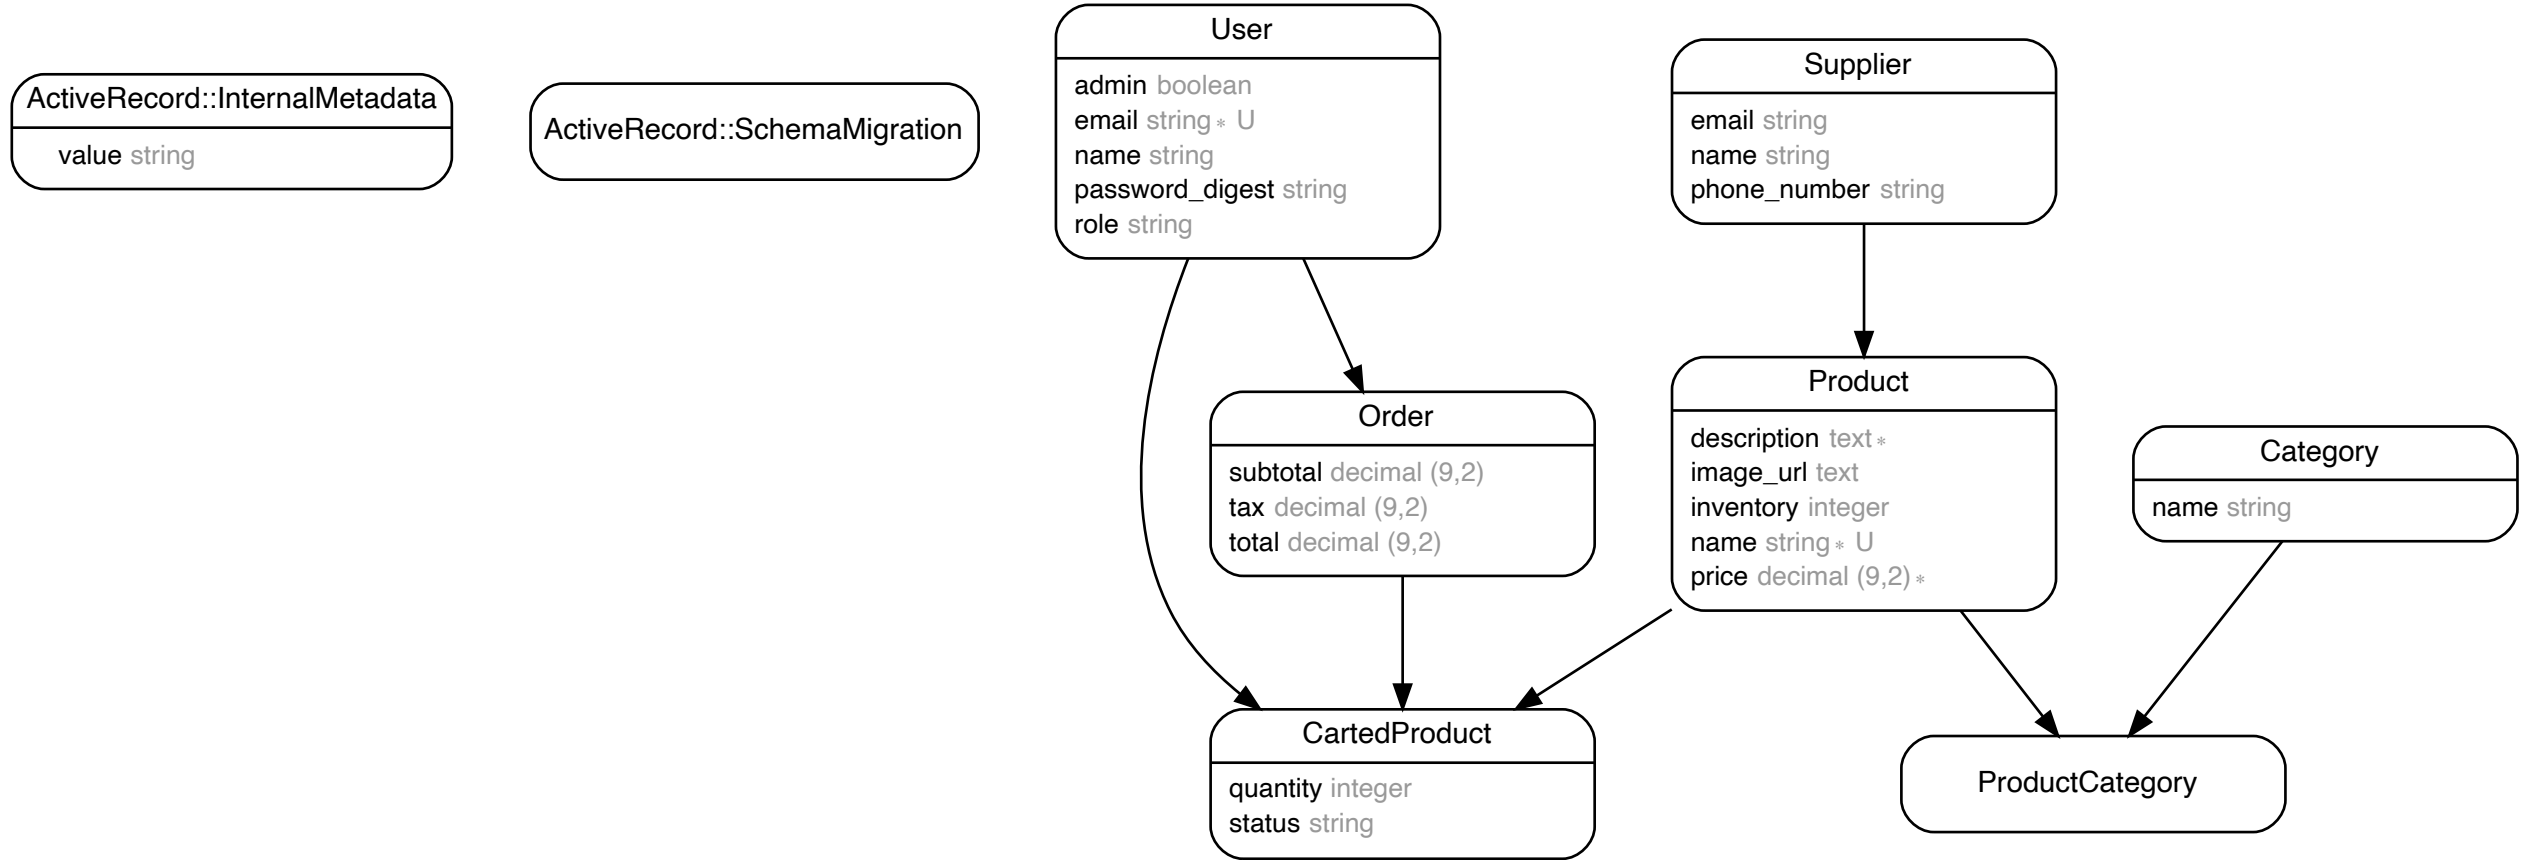 ActiveRecord::InternalMetadata
value string
ActiveRecord::SchemaMigration
User
admin boolean
email string ∗ U
name string
password_digest string
role string
Supplier
email string
name string
phone_number string
Order
subtotal decimal (9,2)
tax decimal (9,2)
total decimal (9,2)
Product
description text ∗
image_url text
inventory integer
name string ∗ U
price decimal (9,2) ∗
Category
name string
CartedProduct
quantity integer
status string
ProductCategory